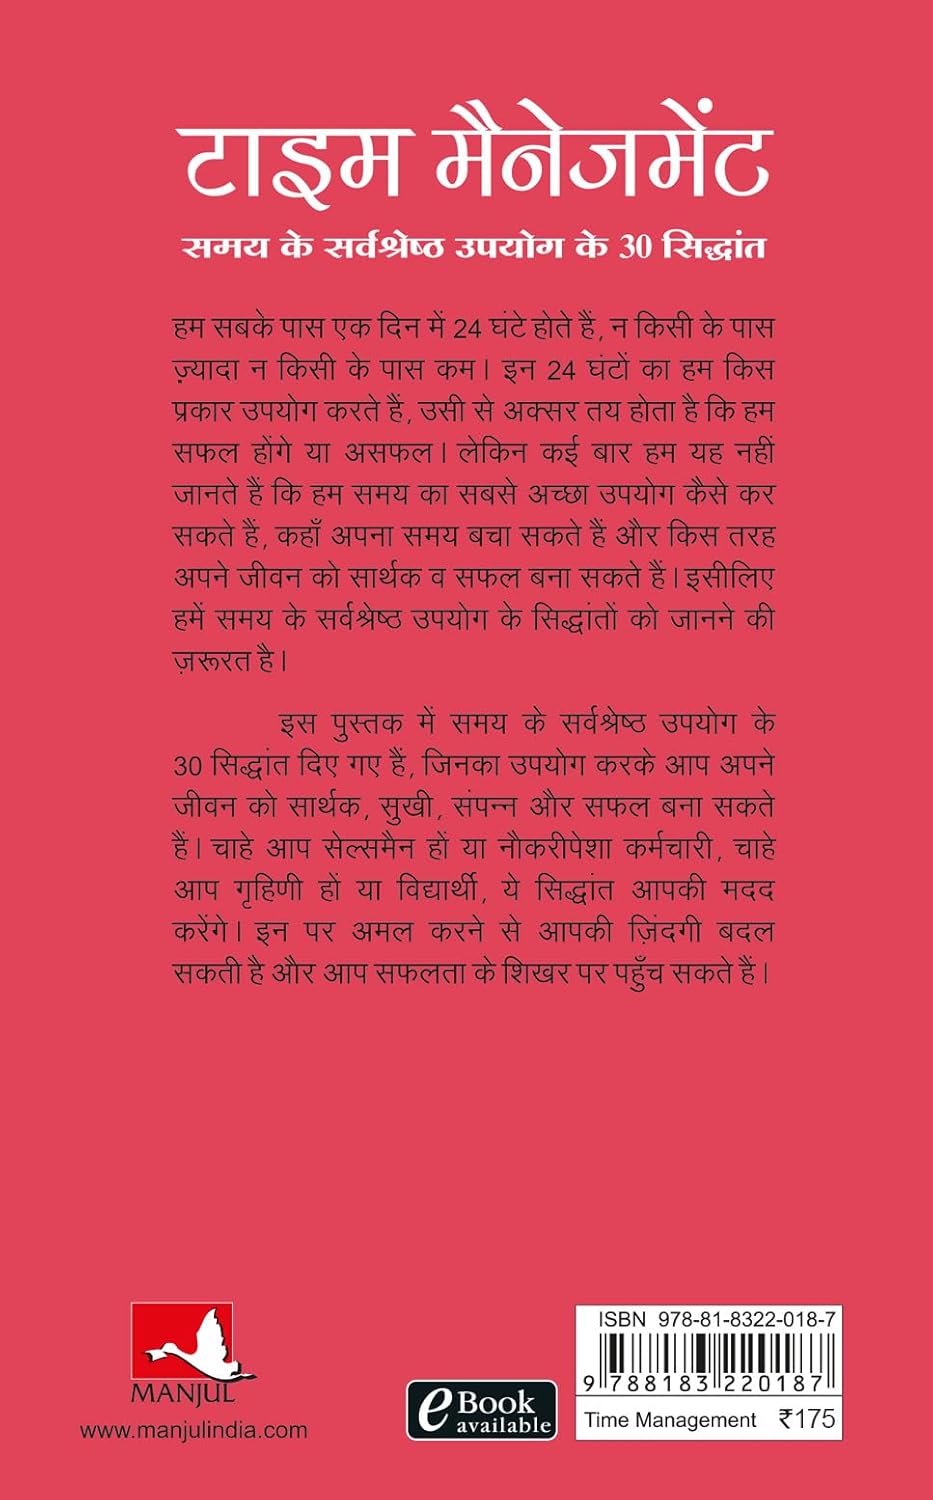 टाइम मैनेजमेंट
समय के सर्वश्रेष्ठ उपयोग के 30 सिद्धांत
हम सबके पास एक दिन में 24 घंटे होते हैं, न किसी के पास
ज़्यादा न किसी के पास कम। इन 24 घंटों का हम किस
प्रकार उपयोग करते हैं, उसी से अक्सर तय होता है कि हम
सफल होंगे या असफल। लेकिन कई बार हम यह नहीं
जानते हैं कि हम समय का सबसे अच्छा उपयोग कैसे कर
सकते हैं, कहाँ अपना समय बचा सकते हैं और किस तरह
अपने जीवन को सार्थक व सफल बना सकते हैं। इसीलिए
हमें समय के सर्वश्रेष्ठ उपयोग के सिद्धांतों को जानने की
ज़रूरत है।
इस पुस्तक में समय के सर्वश्रेष्ठ उपयोग के
30 सिद्धांत दिए गए हैं, जिनका उपयोग करके आप अपने
जीवन को सार्थक, सुखी, संपन्न और सफल बना सकते
हैं। चाहे आप सेल्समैन हों या नौकरीपेशा कर्मचारी, चाहे
आप गृहिणी हों या विद्यार्थी, ये सिद्धांत आपकी मदद
करेंगे। इन पर अमल करने से आपकी ज़िंदगी बदल
सकती है और आप सफलता के शिखर पर पहुँच सकते हैं।
MANJUL
www.manjulindia.com
eBook
available
ISBN 978-81-8322-018-7
9 788183 220187
Time Management ₹175